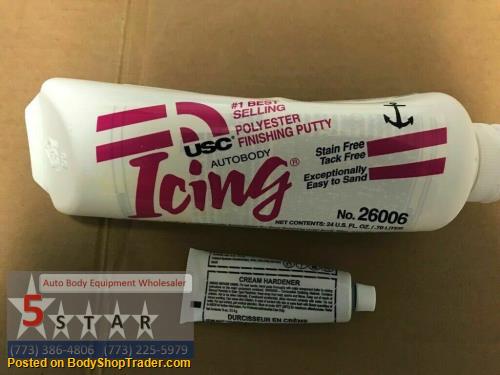 #1 BEST
SELLING
USC®
POLYESTER
FINISHING PUTTY
AUTOBODY
Icing®
Stain Free
Tack Free
Exceptionally
Easy to Sand
No. 26006
NET CONTENTS: 24 U.S. FL. OZ. / .70 LITER
CREAM HARDENER
DURCISSEUR EN CRÈME
Auto Body Equipment Wholesaler
5
STAR
(773) 386-4806 (773) 225-5979
Posted on BodyShopTrader.com